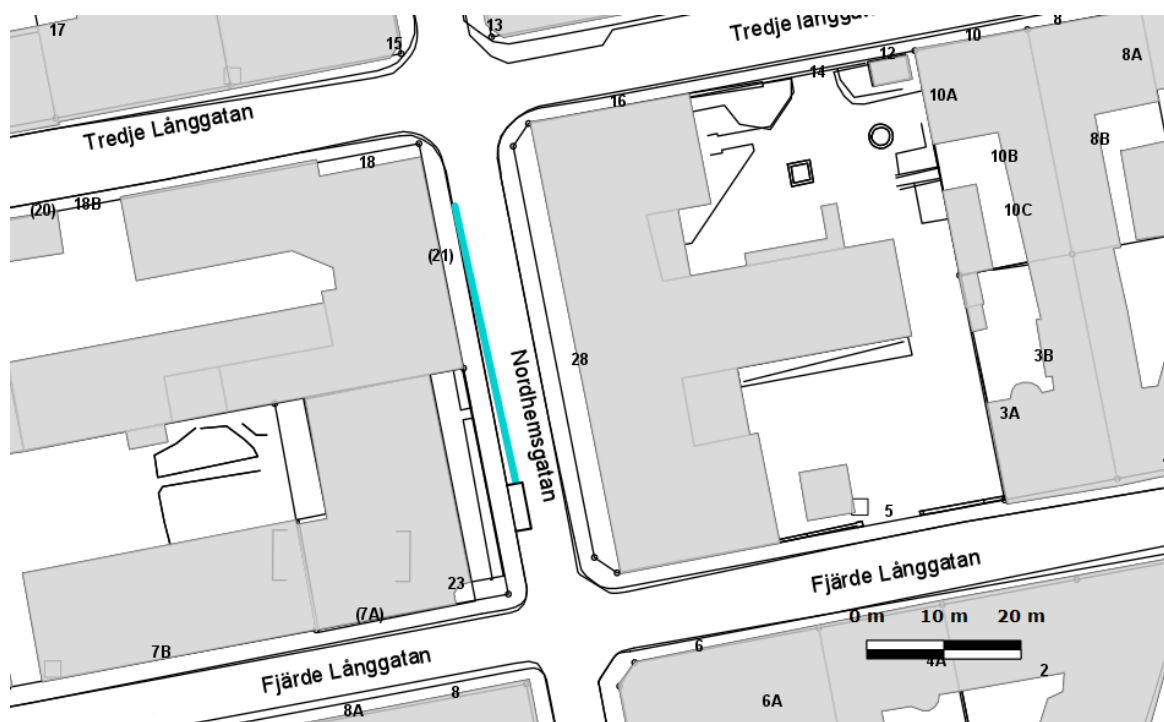 17
13
15
Tredje Långgatan
Tredje långgatan
8
10
12
14
16
8A
10A
8B
10B
10C
18
18B
(20)
(21)
Nordhemsgatan
28
3B
3A
5
23
(7A)
7B
Fjärde Långgatan
Fjärde Långgatan
0 m 10 m 20 m
6
4A
2
6A
8
8A